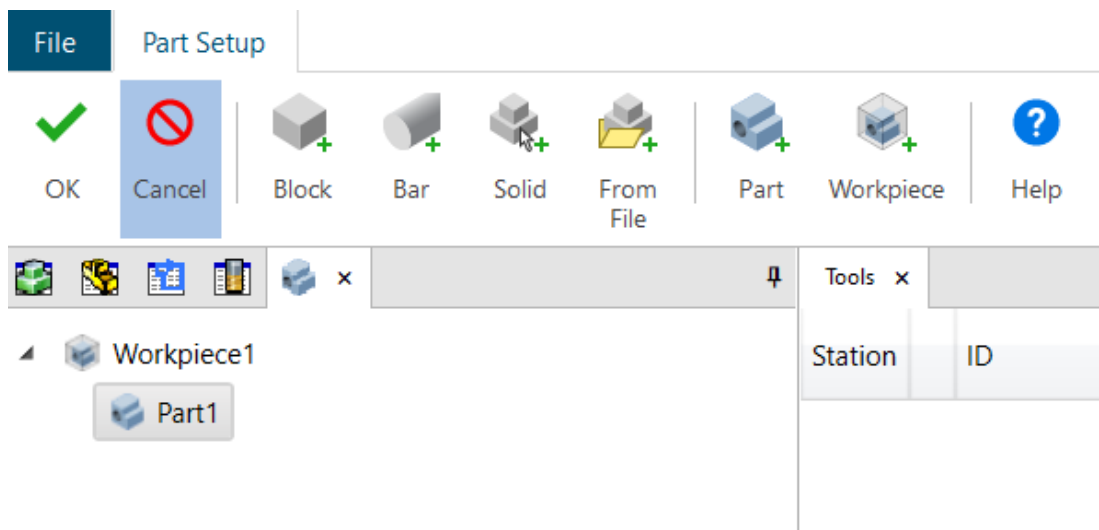 File Part Setup
OK Cancel Block Bar Solid From File Part Workpiece Help
Tools
Workpiece1
Station ID
Part1